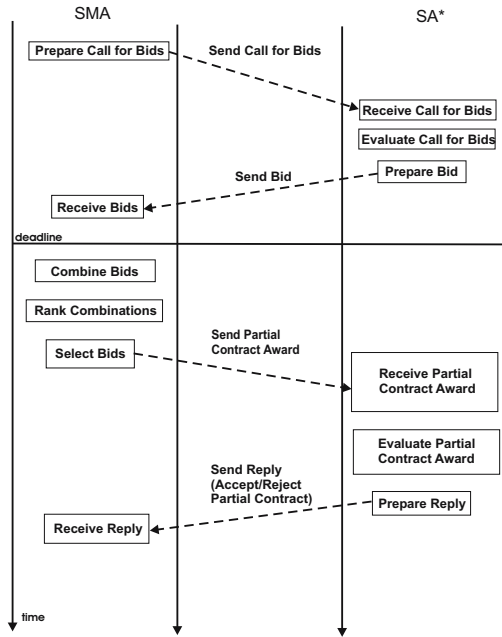 SMA
SA*
Prepare Call for Bids
Send Call for Bids
Receive Call for Bids
Evaluate Call for Bids
Send Bid
Prepare Bid
Receive Bids
deadline
Combine Bids
Rank Combinations
Select Bids
Send Partial
Contract Award
Receive Partial
Contract Award
Evaluate Partial
Contract Award
Send Reply
(Accept/Reject
Partial Contract)
Prepare Reply
Receive Reply
time